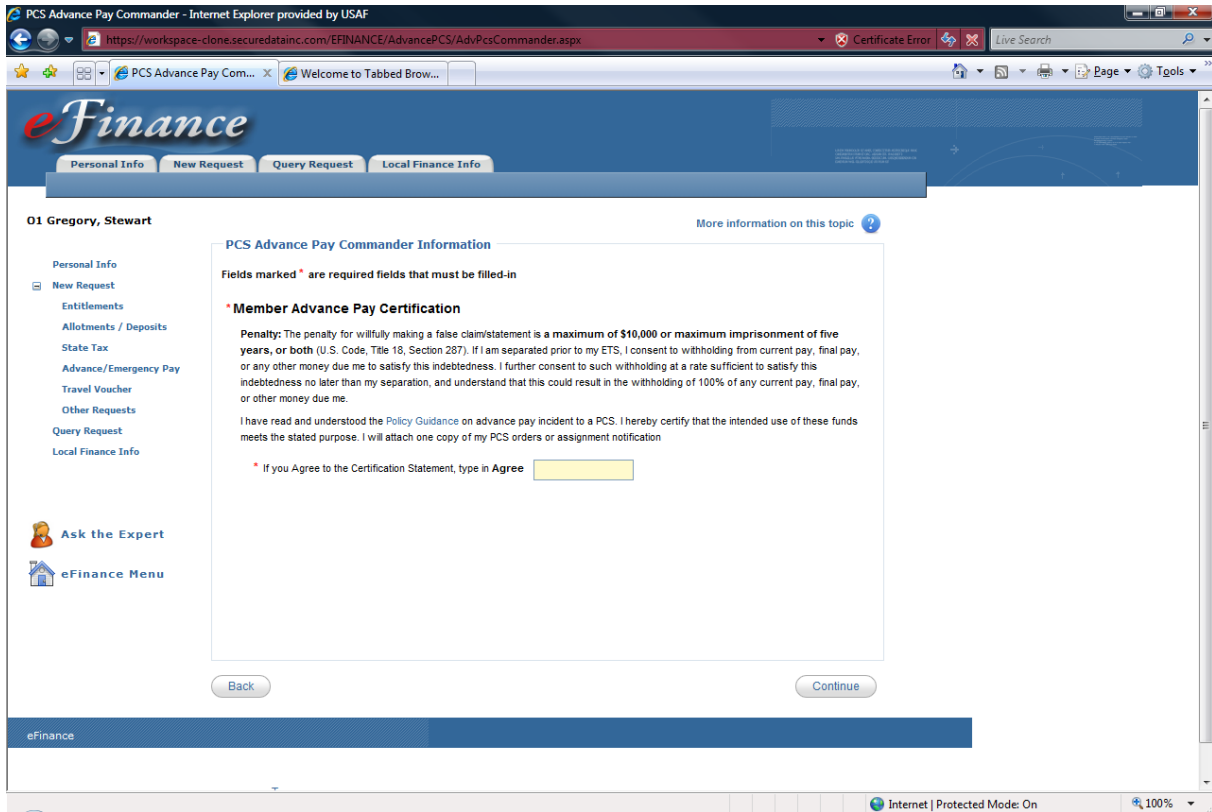 PCS Advance Pay Commander - Internet Explorer provided by USAF
https://workspace-clone.securedatainc.com/EFINANCE/AdvancePCS/AdvPcsCommander.aspx
Certificate Error
Live Search
PCS Advance Pay Com...
Welcome to Tabbed Brow...
Page
Tools
eFinance
Personal Info
New Request
Query Request
Local Finance Info
01 Gregory, Stewart
More information on this topic ?
PCS Advance Pay Commander Information
Personal Info
New Request
Entitlements
Allotments / Deposits
State Tax
Advance/Emergency Pay
Travel Voucher
Other Requests
Query Request
Local Finance Info
Ask the Expert
eFinance Menu
Fields marked * are required fields that must be filled-in
*Member Advance Pay Certification
Penalty: The penalty for willfully making a false claim/statement is a maximum of $10,000 or maximum imprisonment of five
years, or both (U.S. Code, Title 18, Section 287). If I am separated prior to my ETS, I consent to withholding from current pay, final pay,
or any other money due me to satisfy this indebtedness. I further consent to such withholding at a rate sufficient to satisfy this
indebtedness no later than my separation, and understand that this could result in the withholding of 100% of any current pay, final pay,
or other money due me.
I have read and understood the Policy Guidance on advance pay incident to a PCS. I hereby certify that the intended use of these funds
meets the stated purpose. I will attach one copy of my PCS orders or assignment notification
* If you Agree to the Certification Statement, type in Agree
Back
Continue
eFinance
Internet | Protected Mode: On
100%